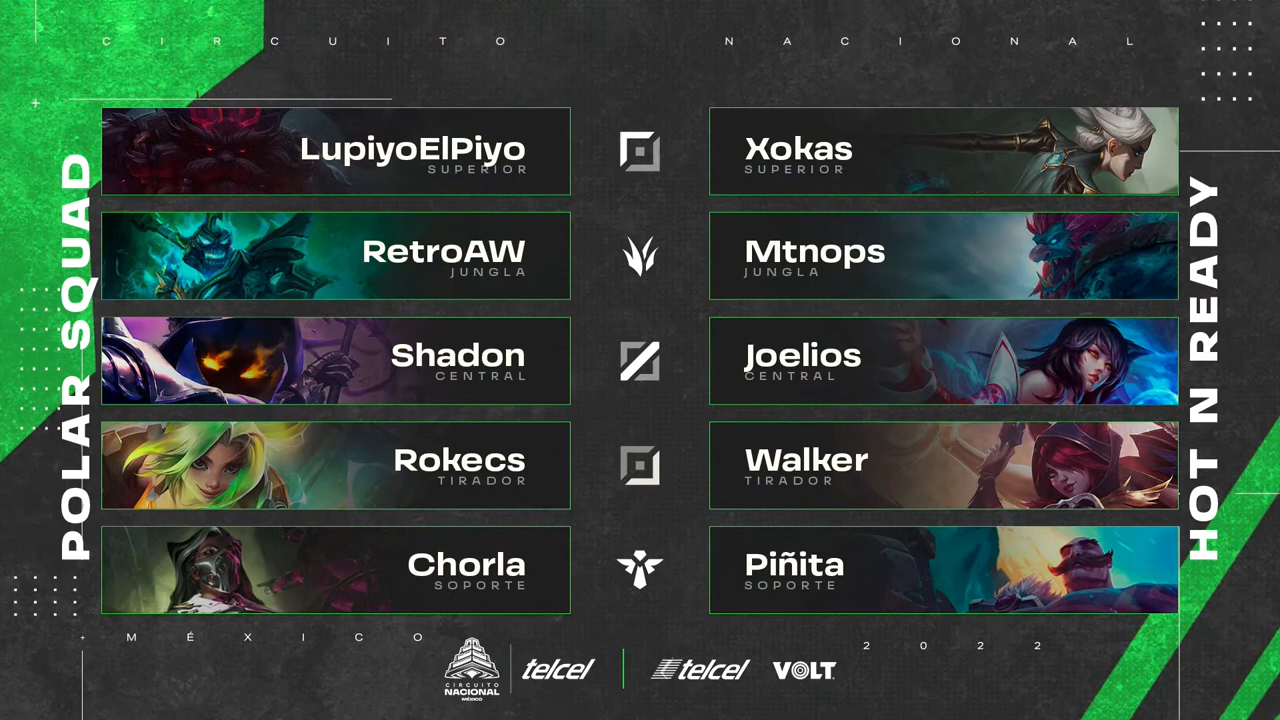 CIRCUITO NACIONAL
POLAR SQUAD
HOT N READY
LupiyoElPiyo
SUPERIOR
Xokas
SUPERIOR
RetroAW
JUNGLA
Mtnops
JUNGLA
Shadon
CENTRAL
Joelios
CENTRAL
Rokecs
TIRADOR
Walker
TIRADOR
Chorla
SOPORTE
Piñita
SOPORTE
MÉXICO
2022
CIRCUITO
NACIONAL
MÉXICO
telcel
telcel
VOLT